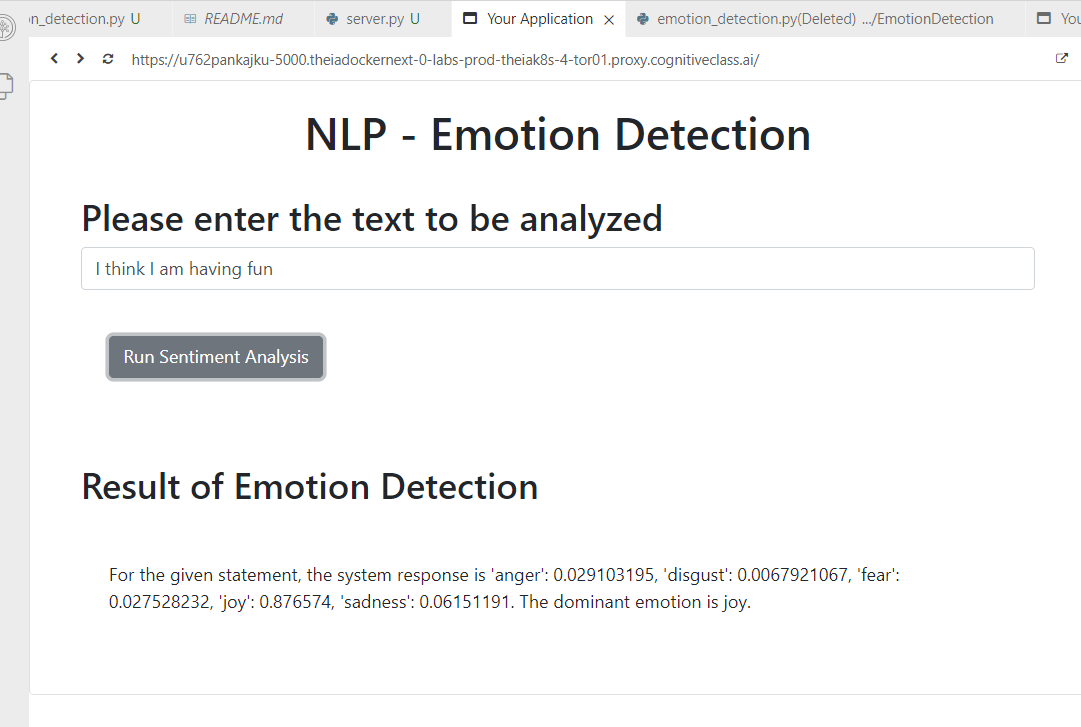 n_detection.py U README.md server.py U Your Application emotion_detection.py(Deleted) .../EmotionDetection You
https://u762pankajku-5000.theiadockernext-0-labs-prod-theiak8s-4-tor01.proxy.cognitiveclass.ai/
NLP - Emotion Detection
Please enter the text to be analyzed
I think I am having fun
Run Sentiment Analysis
Result of Emotion Detection
For the given statement, the system response is 'anger': 0.029103195, 'disgust': 0.0067921067, 'fear':
0.027528232, 'joy': 0.876574, 'sadness': 0.06151191. The dominant emotion is joy.